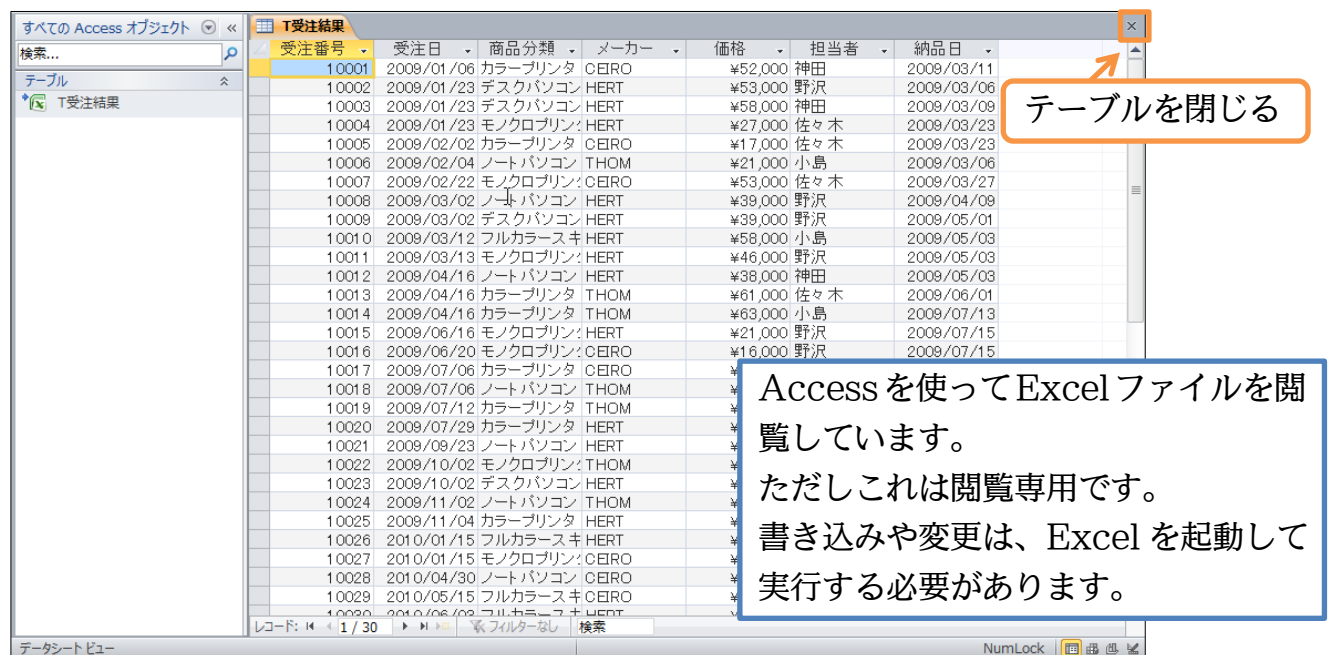 すべての Access オブジェクト
検索...
テーブル
T受注結果
T受注結果
受注番号 受注日 商品分類 メーカー 価格 担当者 納品日
10001 2009/01/06 カラープリンタ CEIRO ¥52,000 神田 2009/03/11
10002 2009/01/23 デスクパソコン HERT ¥53,000 野沢 2009/03/06
10003 2009/01/23 デスクパソコン HERT ¥58,000 神田 2009/03/09
10004 2009/01/23 モノクロプリン HERT ¥27,000 佐々木 2009/03/23
10005 2009/02/02 カラープリンタ CEIRO ¥17,000 佐々木 2009/03/23
10006 2009/02/04 ノートパソコン THOM ¥21,000 小島 2009/03/06
10007 2009/02/22 モノクロプリン CEIRO ¥53,000 佐々木 2009/03/27
10008 2009/03/02 ノートパソコン HERT ¥39,000 野沢 2009/04/09
10009 2009/03/02 デスクパソコン HERT ¥39,000 野沢 2009/05/01
10010 2009/03/12 フルカラースキ HERT ¥58,000 小島 2009/05/03
10011 2009/03/13 モノクロプリン HERT ¥46,000 野沢 2009/05/03
10012 2009/04/16 ノートパソコン HERT ¥38,000 神田 2009/05/03
10013 2009/04/16 カラープリンタ THOM ¥61,000 佐々木 2009/06/01
10014 2009/04/16 カラープリンタ THOM ¥63,000 小島 2009/07/13
10015 2009/06/16 モノクロプリン HERT ¥21,000 野沢 2009/07/15
10016 2009/06/20 モノクロプリン CEIRO ¥16,000 野沢 2009/07/15
10017 2009/07/06 カラープリンタ CEIRO ¥
10018 2009/07/06 ノートパソコン THOM ¥
10019 2009/07/12 カラープリンタ THOM ¥
10020 2009/07/29 カラープリンタ HERT ¥
10021 2009/09/23 ノートパソコン HERT ¥
10022 2009/10/02 モノクロプリン THOM ¥
10023 2009/10/02 デスクパソコン HERT ¥
10024 2009/11/02 ノートパソコン THOM ¥
10025 2009/11/04 カラープリンタ HERT ¥
10026 2010/01/15 フルカラースキ HERT ¥
10027 2010/01/15 モノクロプリン CEIRO ¥
10028 2010/04/30 ノートパソコン CEIRO ¥
10029 2010/05/15 フルカラースキ CEIRO ¥
10030 2010/06/03 フルカラースキ HERT
テーブルを閉じる
Accessを使ってExcelファイルを閲
覧しています。
ただしこれは閲覧専用です。
書き込みや変更は、Excel を起動して
実行する必要があります。
レコード: 1 / 30 フィルターなし 検索
データシート ビュー NumLock